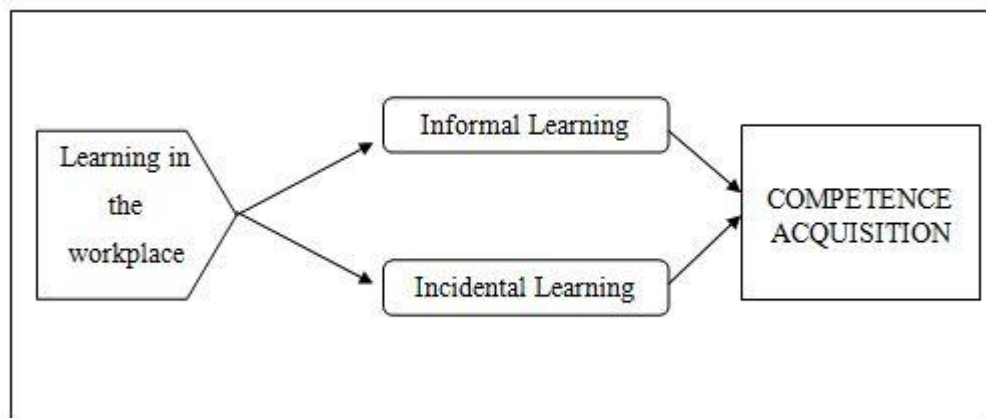 Learning in
the
workplace
Informal Learning
Incidental Learning
COMPETENCE
ACQUISITION